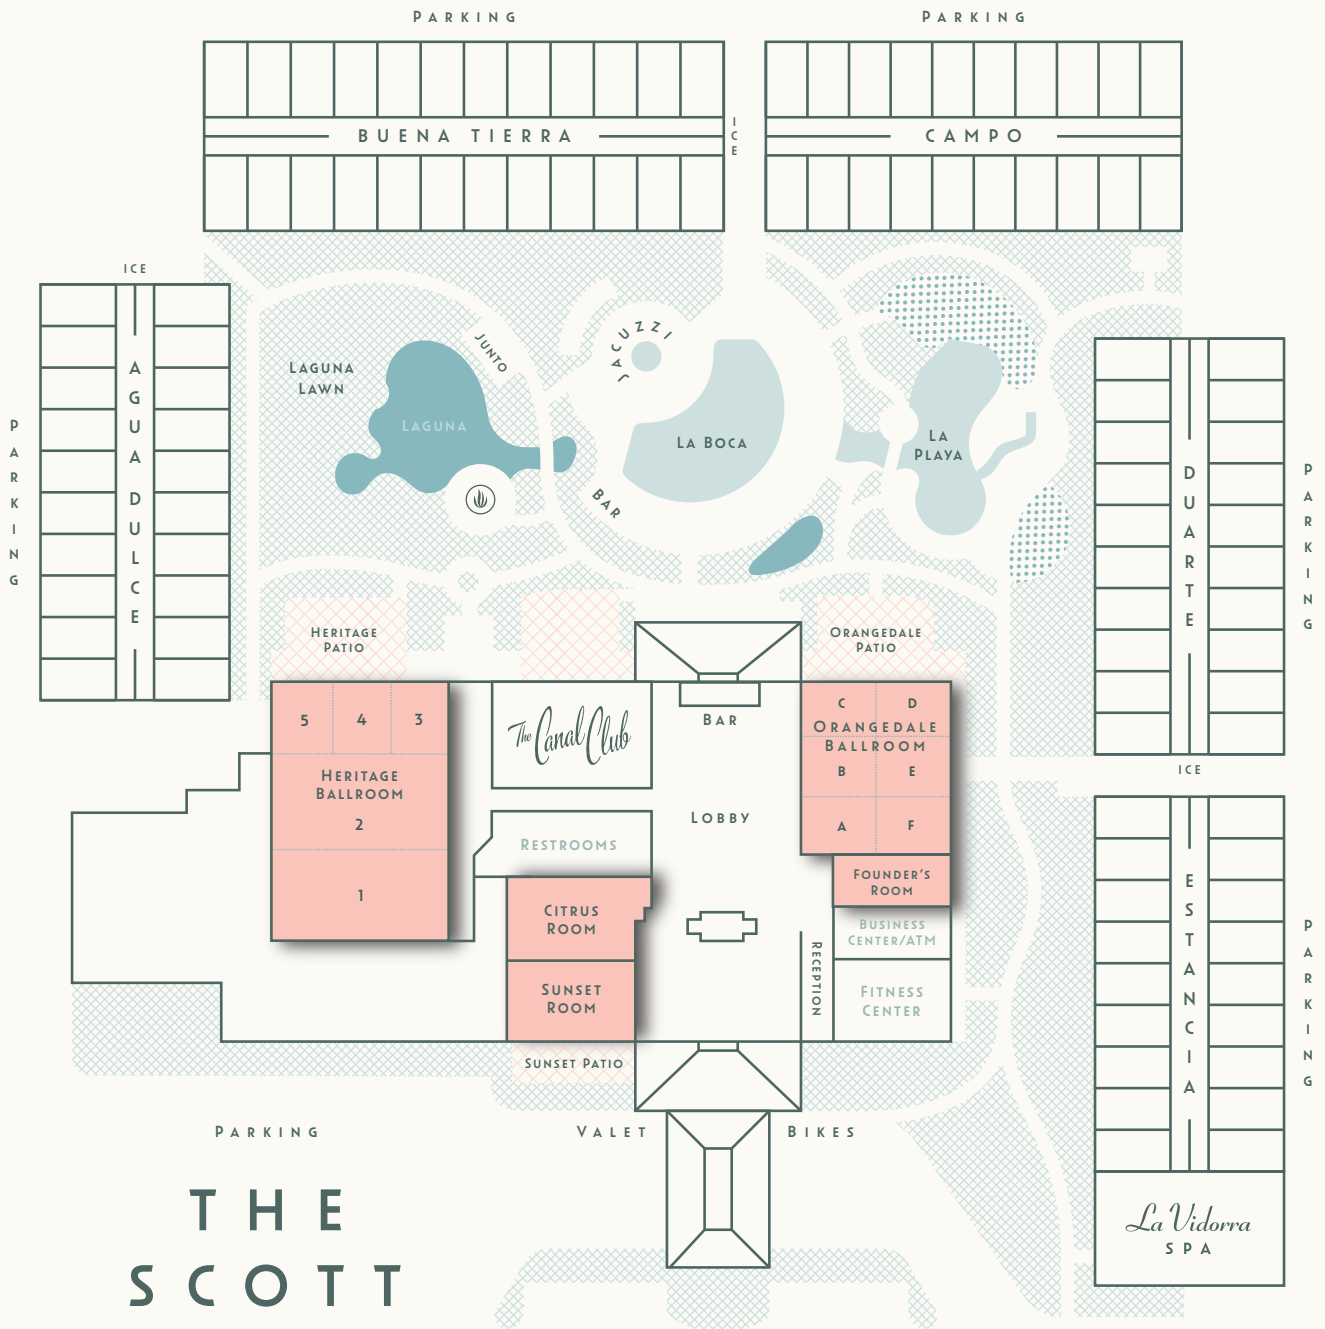 PARKING
PARKING
BUENA TIERRA
ICE
CAMPO
ICE
AGUA DULCE
PARKING
LAGUNA
LAWN
LAGUNA
JUNTO
JACUZZI
LA BOCA
BAR
LA
PLAYA
DUARTE
PARKING
HERITAGE
PATIO
ORANGEDALE
PATIO
5 4 3
HERITAGE
BALLROOM
2
1
The Canal Club
BAR
LOBBY
C D
ORANGEDALE
BALLROOM
B E
A F
ICE
RESTROOMS
FOUNDER'S
ROOM
CITRUS
ROOM
BUSINESS
CENTER/ATM
RECEPTION
SUNSET
ROOM
FITNESS
CENTER
ESTANCIA
PARKING
SUNSET PATIO
PARKING
VALET
BIKES
THE
SCOTT
La Vidorra
SPA